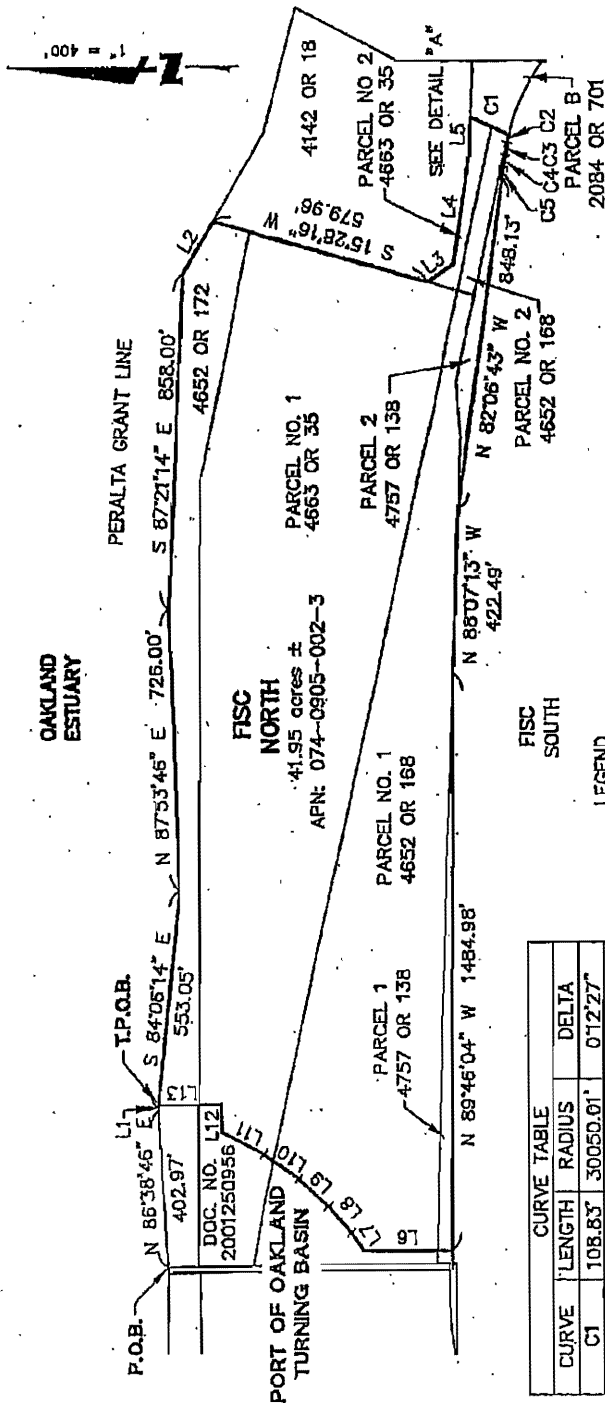 1" = 400'
Z
OAKLAND
ESTUARY
PERALTA GRANT LINE
P.O.B.
N 86°38'46" E
402.97'
L1
T.P.O.B.
S 84°06'14" E
553.05'
N 87°53'46" E 726.00'
S 87°21'14" E 858.00'
L2
4142 OR 18
4652 OR 172
S 15°28'16" W
579.96'
PARCEL NO 2
4663 OR 35
SEE DETAIL "A"
L3
L4
L5
C1
C5 C4 C3 C2
PARCEL B
2084 OR 701
DOC. NO.
2001250956
L13
L12
L11
L10
L9
L8
L7
L6
PORT OF OAKLAND
TURNING BASIN
FISC
NORTH
41.95 acres ±
APN: 074-0905-002-3
PARCEL NO. 1
4663 OR 35
PARCEL 2
4757 OR 138
PARCEL NO. 1
4652 OR 168
PARCEL 1
4757 OR 138
N 89°46'04" W 1484.98'
N 88°07'13" W
422.49'
N 82°06'43" W 848.13'
PARCEL NO. 2
4652 OR 168
FISC
SOUTH
LEGEND
CURVE TABLE
CURVE LENGTH RADIUS DELTA
C1 108.83' 30050.01' 0°12'27"